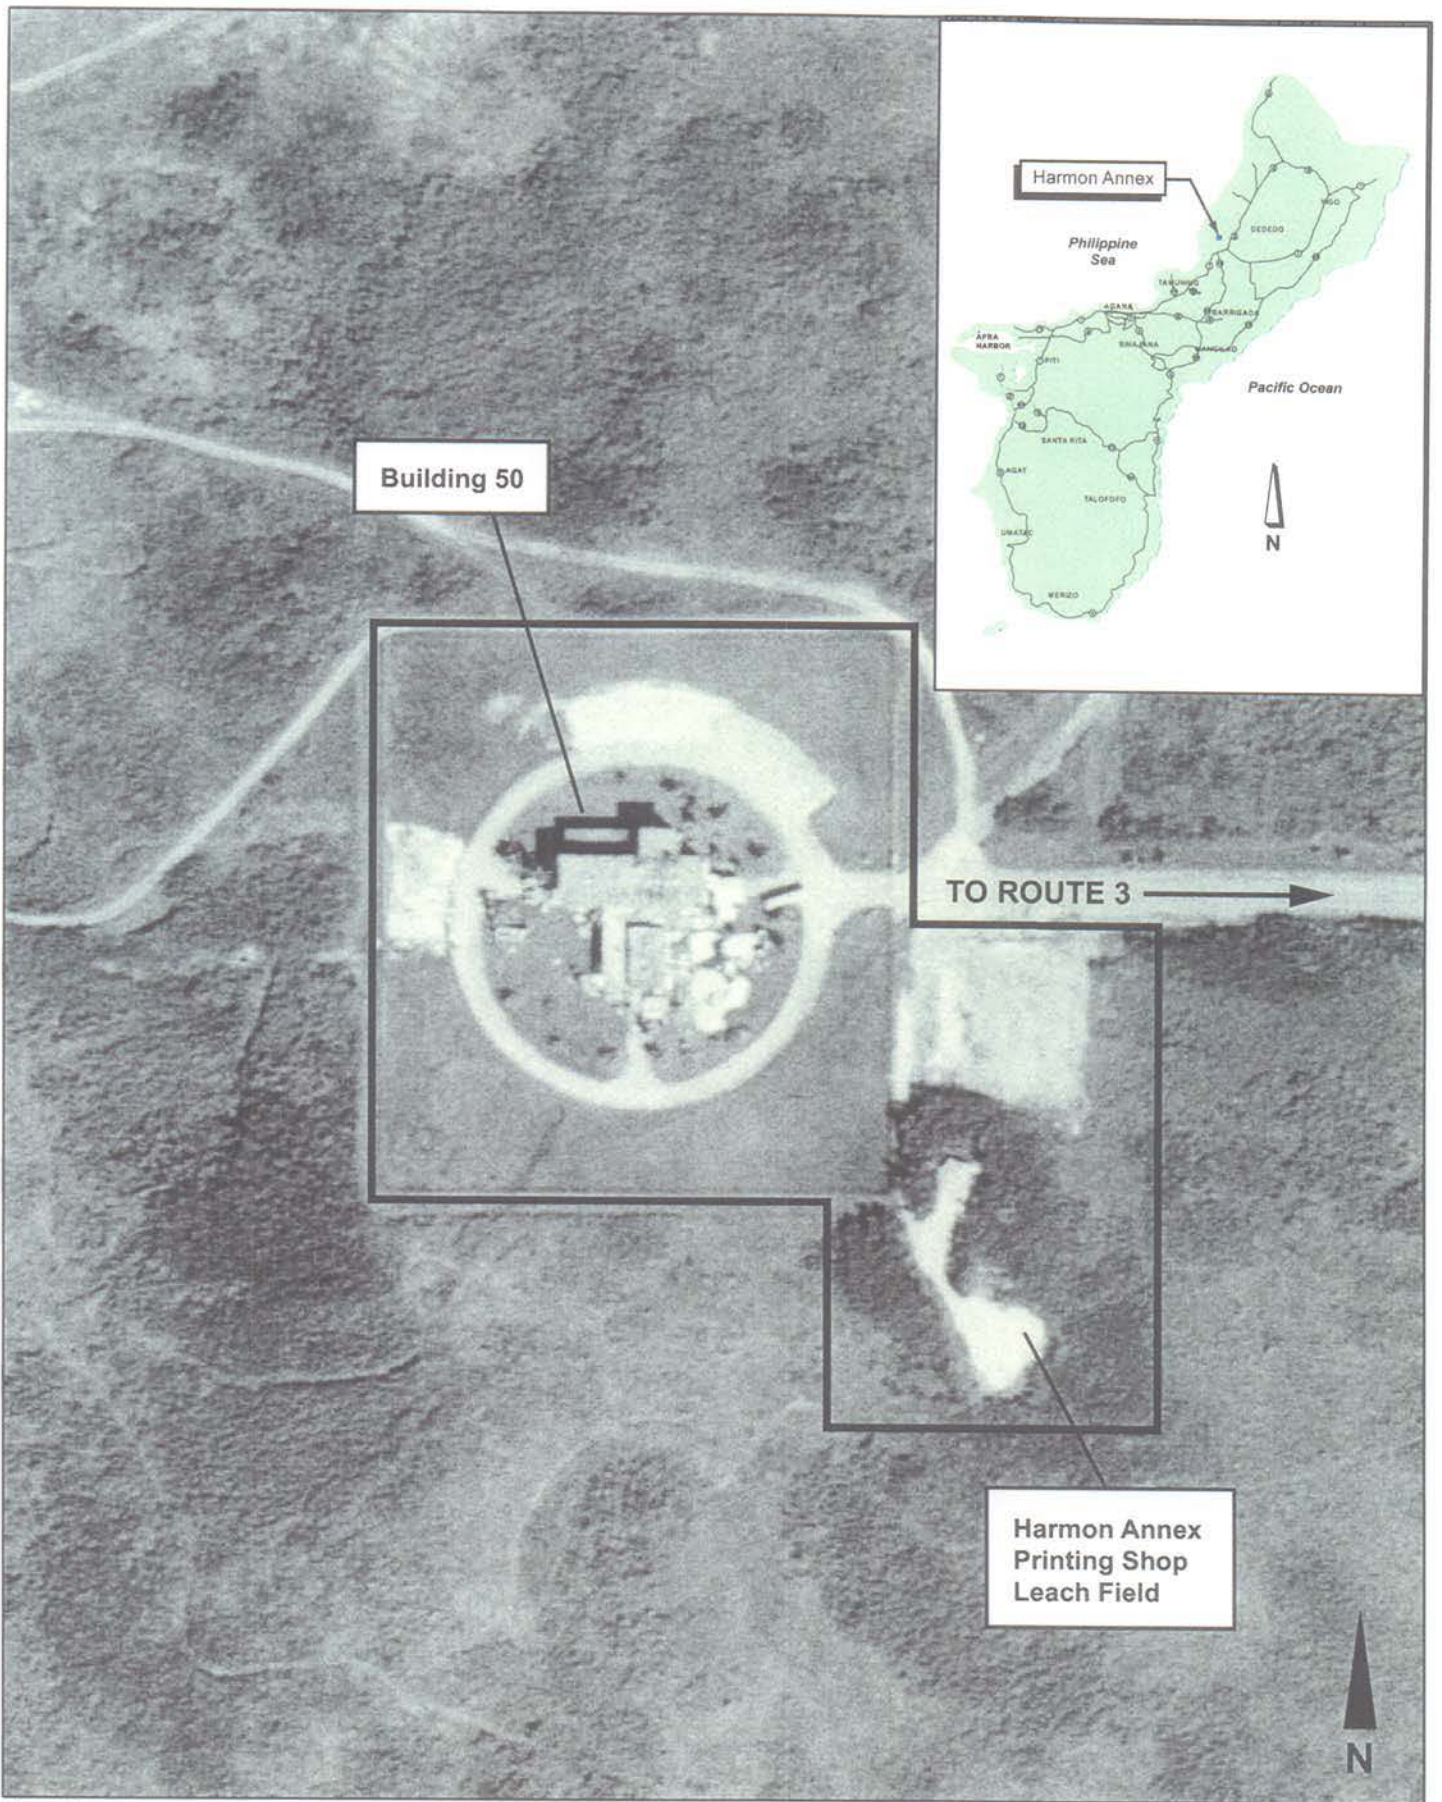 Harmon Annex
Philippine
Sea
YIGO
DEDEDO
TAMUNING
AGANA
BARRIGADA
APRA
HARBOR
SINAJANA
MANGILAO
PITI
Pacific Ocean
SANTA RITA
AGAT
TALOFOFO
UMATAC
N
MERIZO
Building 50
TO ROUTE 3
Harmon Annex
Printing Shop
Leach Field
N